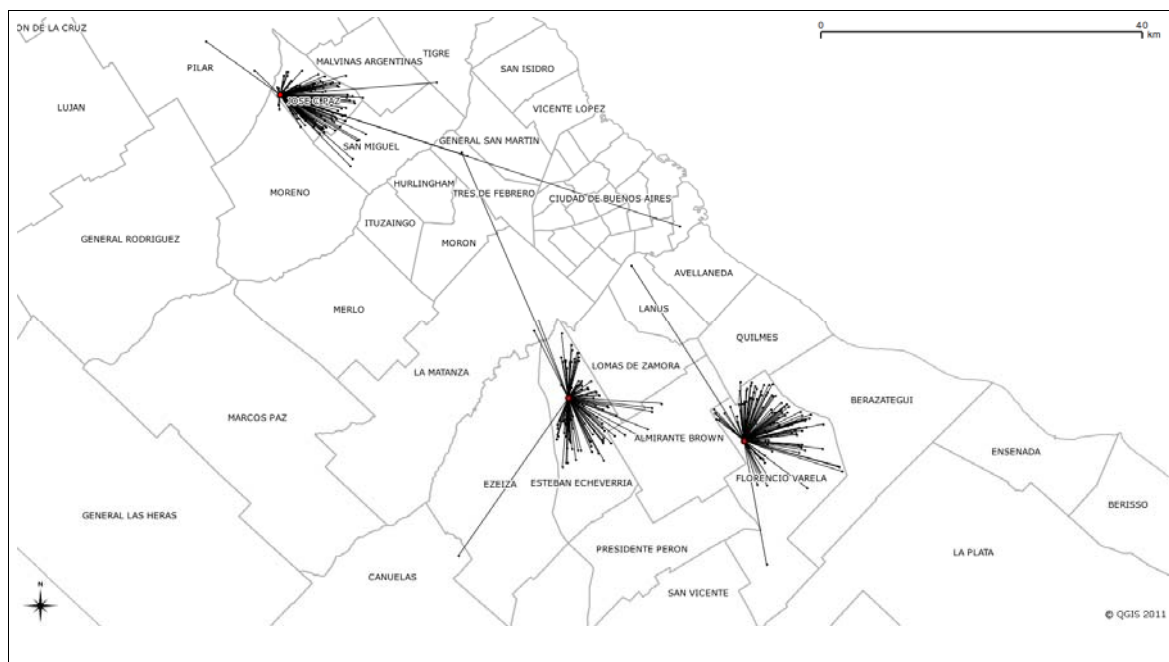 ON DE LA CRUZ
0
40
km
TIGRE
MALVINAS ARGENTINAS
PILAR
SAN ISIDRO
LUJAN
JOSE C PAZ
VICENTE LOPEZ
GENERAL SAN MARTIN
SAN MIGUEL
HURLINGHAM
MORENO
TRES DE FEBRERO
CIUDAD DE BUENOS AIRES
ITUZAINGO
GENERAL RODRIGUEZ
MORON
AVELLANEDA
MERLO
LANUS
QUILMES
LOMAS DE ZAMORA
LA MATANZA
BERAZATEGUI
MARCOS PAZ
ALMIRANTE BROWN
ENSENADA
FLORENCIO VARELA
EZEIZA
ESTEBAN ECHEVERRIA
BERISSO
GENERAL LAS HERAS
PRESIDENTE PERON
LA PLATA
CANUELAS
N
SAN VICENTE
© QGIS 2011